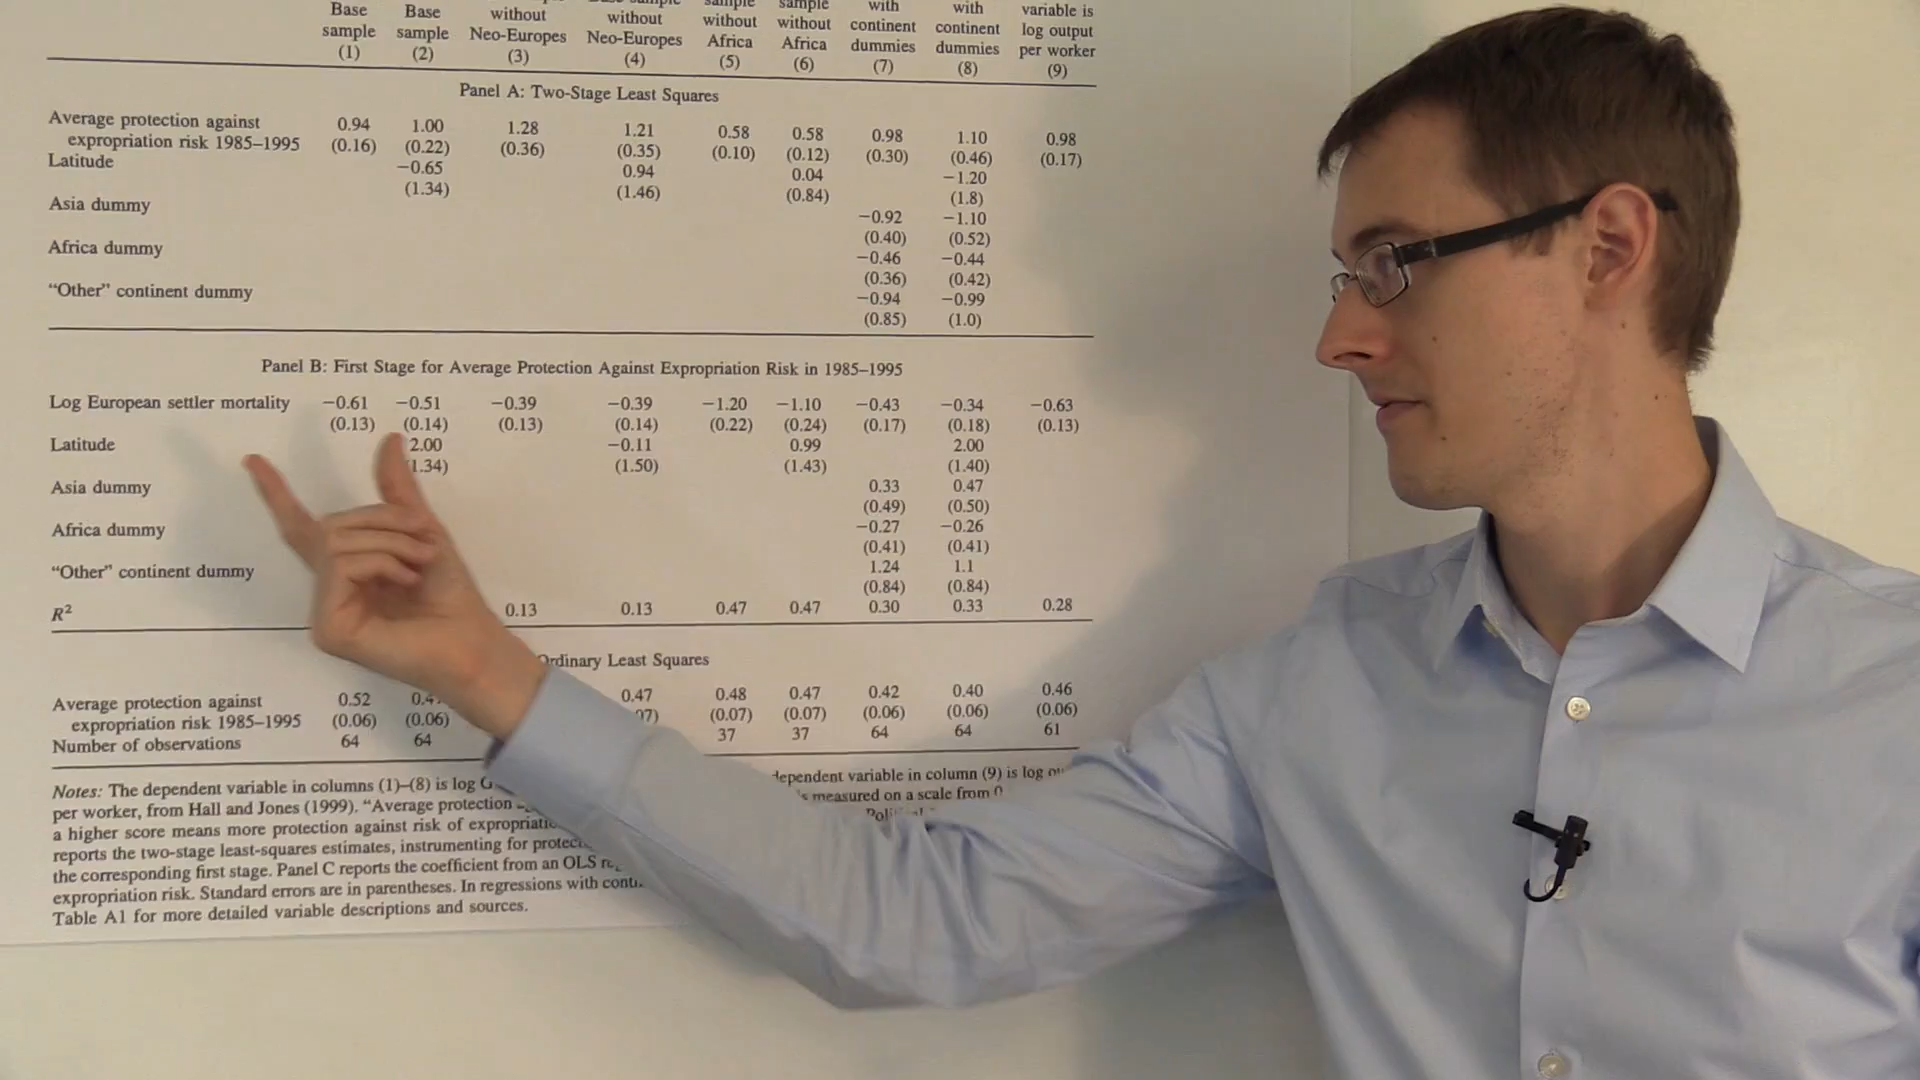 Base sample without Base sample sample sample with with variable is
sample sample Neo-Europes without without without continent continent log output
Neo-Europes Africa Africa dummies dummies per worker
(1) (2) (3) (4) (5) (6) (7) (8) (9)
Panel A: Two-Stage Least Squares
Average protection against 0.94 1.00 1.28 1.21 0.58 0.58 0.98 1.10 0.98
expropriation risk 1985–1995 (0.16) (0.22) (0.36) (0.35) (0.10) (0.12) (0.30) (0.46) (0.17)
Latitude −0.65 0.94 0.04 −1.20
(1.34) (1.46) (0.84) (1.8)
Asia dummy −0.92 −1.10
(0.40) (0.52)
Africa dummy −0.46 −0.44
(0.36) (0.42)
“Other” continent dummy −0.94 −0.99
(0.85) (1.0)
Panel B: First Stage for Average Protection Against Expropriation Risk in 1985–1995
Log European settler mortality −0.61 −0.51 −0.39 −0.39 −1.20 −1.10 −0.43 −0.34 −0.63
(0.13) (0.14) (0.13) (0.14) (0.22) (0.24) (0.17) (0.18) (0.13)
Latitude 2.00 −0.11 0.99 2.00
1.34) (1.50) (1.43) (1.40)
Asia dummy 0.33 0.47
(0.49) (0.50)
Africa dummy −0.27 −0.26
(0.41) (0.41)
“Other” continent dummy 1.24 1.1
(0.84) (0.84)
R² 0.13 0.13 0.47 0.47 0.30 0.33 0.28
Ordinary Least Squares
Average protection against 0.52 0.47 0.48 0.47 0.42 0.40 0.46
expropriation risk 1985–1995 (0.06) (0.06) (0.07) (0.07) (0.06) (0.06) (0.06)
Number of observations 64 64 37 37 64 64 61
Notes: The dependent variable in columns (1)–(8) is log dependent variable in column (9) is log
per worker, from Hall and Jones (1999). “Average protection is measured on a scale from
a higher score means more protection against risk of
reports the two-stage least-squares estimates, instrumenting for
the corresponding first stage. Panel C reports the coefficient from an OLS
expropriation risk. Standard errors are in parentheses. In regressions with
Table A1 for more detailed variable descriptions and sources.